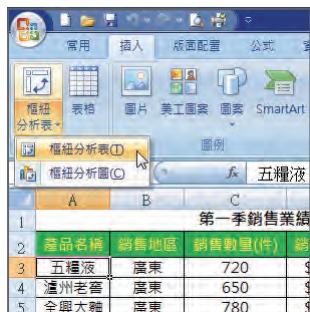 常用 插入 版面配置 公式
樞紐分析表 表格 圖片 美工圖案 圖案 SmartArt
圖例
樞紐分析表(T)
樞紐分析圖(C) fx 五糧液
A B C
1 第一季銷售業績
2 產品名稱 銷售地區 銷售數量(件) 銷
3 五糧液 廣東 720 $
4 瀘州老窖 廣東 650 $
5 全興大麯 廣東 780 $